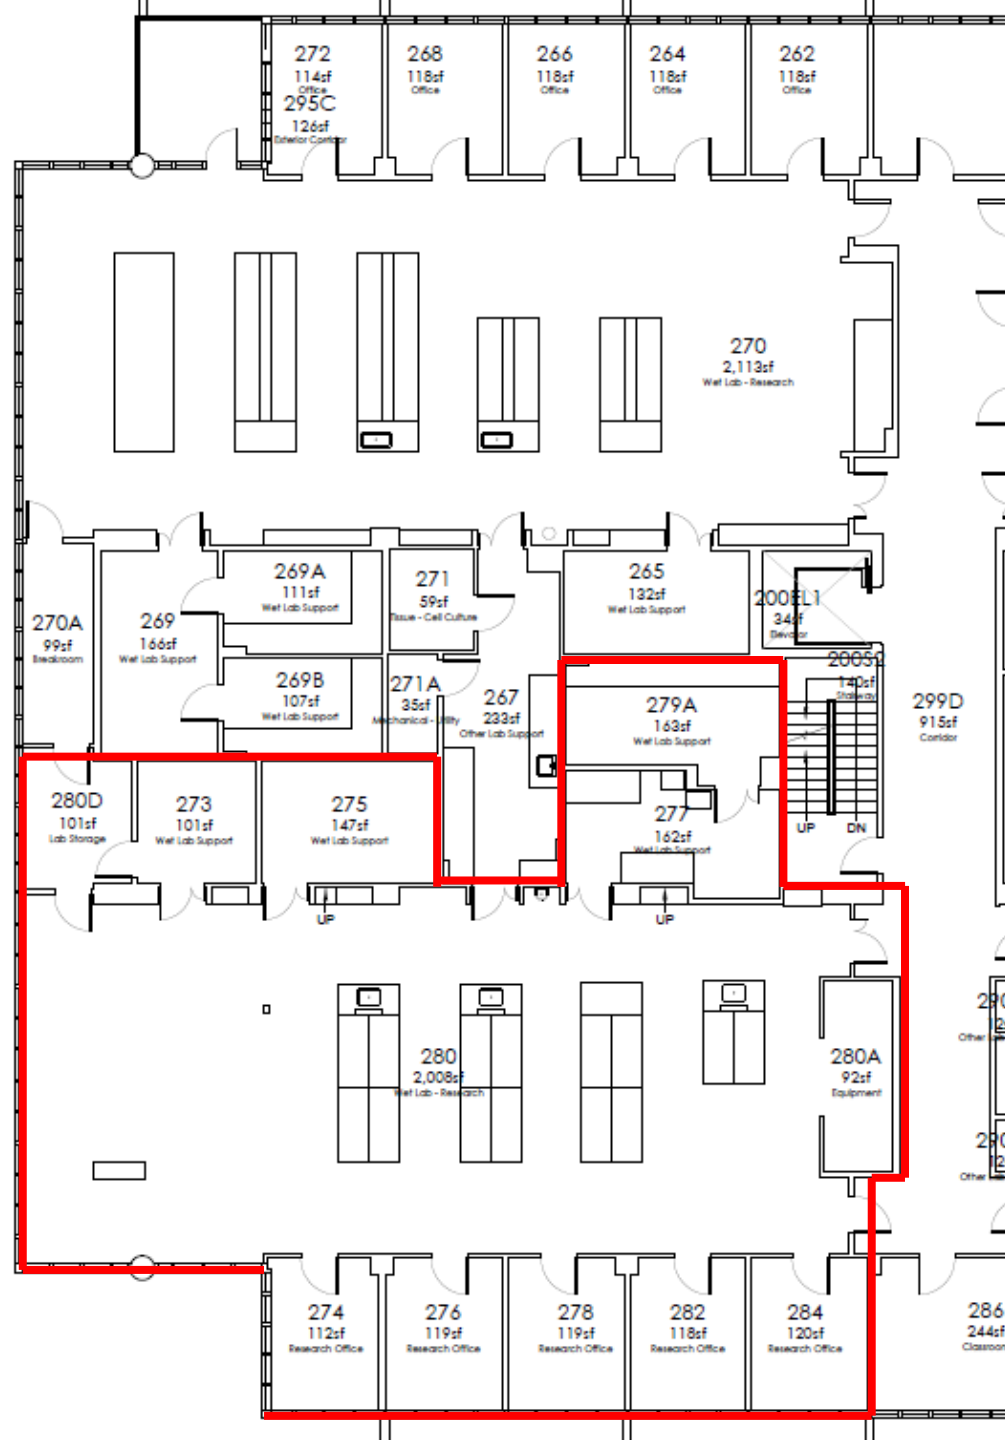 272
114sf
Office
295C
126sf
Exterior Corridor
268
118sf
Office
266
118sf
Office
264
118sf
Office
262
118sf
Office
270
2,113sf
Wet Lab - Research
270A
99sf
Breakroom
269
166sf
Wet Lab Support
269A
111sf
Wet Lab Support
269B
107sf
Wet Lab Support
271
59sf
Tissue - Cell Culture
271A
35sf
Mechanical - Utility
267
233sf
Other Lab Support
265
132sf
Wet Lab Support
200EL1
34sf
Elevator
200S2
140sf
Stairway
299D
915sf
Corridor
279A
163sf
Wet Lab Support
277
162sf
Wet Lab Support
UP
DN
280D
101sf
Lab Storage
273
101sf
Wet Lab Support
275
147sf
Wet Lab Support
UP
UP
280
2,008sf
Wet Lab - Research
280A
92sf
Equipment
274
112sf
Research Office
276
119sf
Research Office
278
119sf
Research Office
282
118sf
Research Office
284
120sf
Research Office
286
244sf
Other
Other